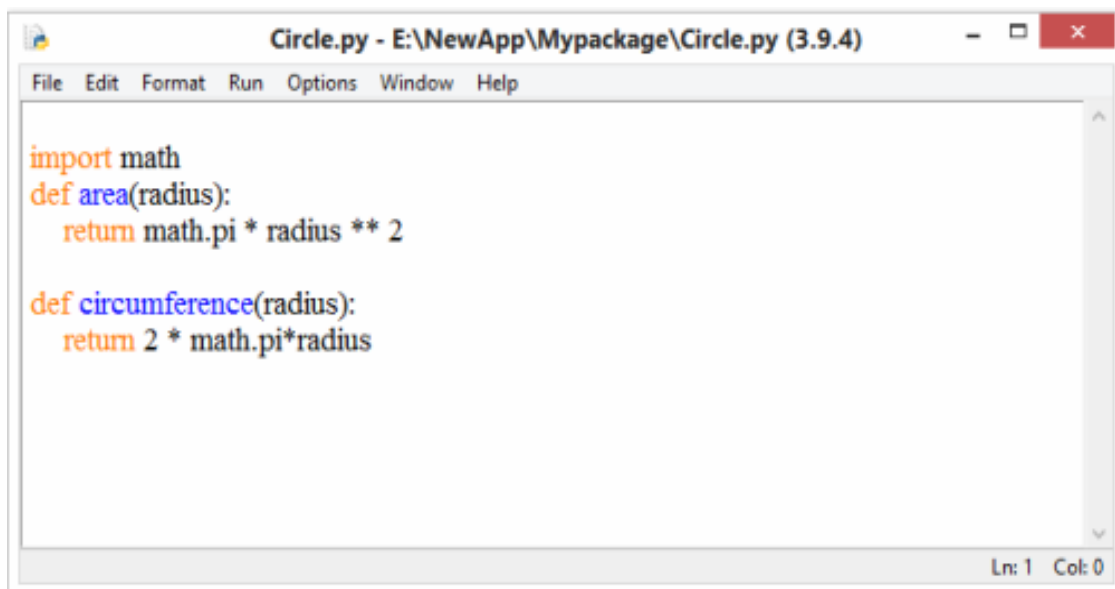 Circle.py - E:\NewApp\Mypackage\Circle.py (3.9.4)
File Edit Format Run Options Window Help
import math
def area(radius):
return math.pi * radius ** 2
def circumference(radius):
return 2 * math.pi*radius
Ln: 1 Col: 0